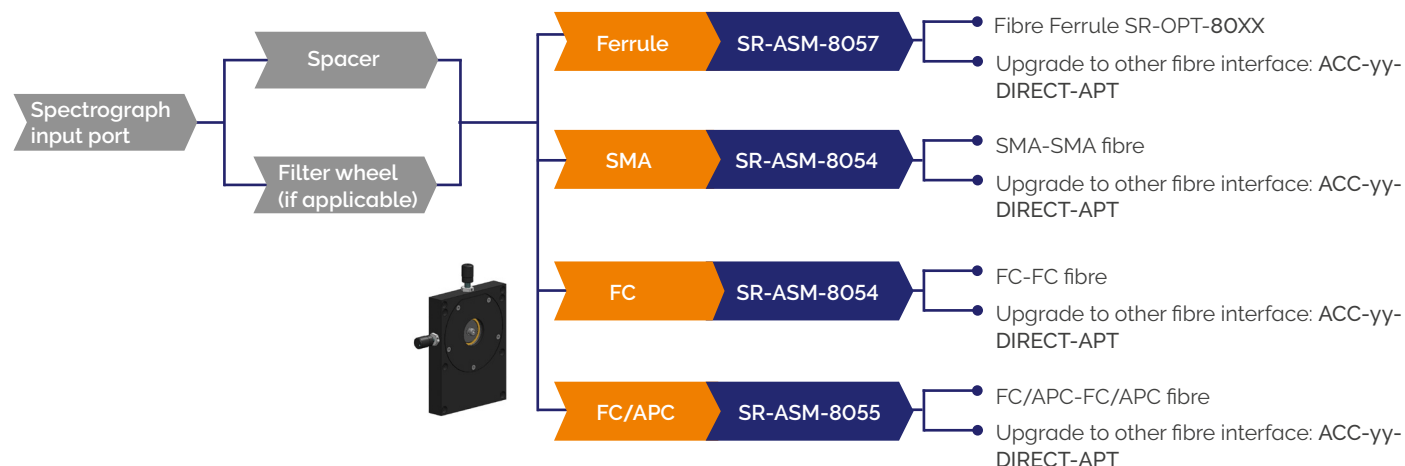 Spectrograph
input port
Spacer
Filter wheel
(if applicable)
Ferrule
SR-ASM-8057
Fibre Ferrule SR-OPT-80XX
Upgrade to other fibre interface: ACC-yy-
DIRECT-APT
SMA
SR-ASM-8054
SMA-SMA fibre
Upgrade to other fibre interface: ACC-yy-
DIRECT-APT
FC
SR-ASM-8054
FC-FC fibre
Upgrade to other fibre interface: ACC-yy-
DIRECT-APT
FC/APC
SR-ASM-8055
FC/APC-FC/APC fibre
Upgrade to other fibre interface: ACC-yy-
DIRECT-APT